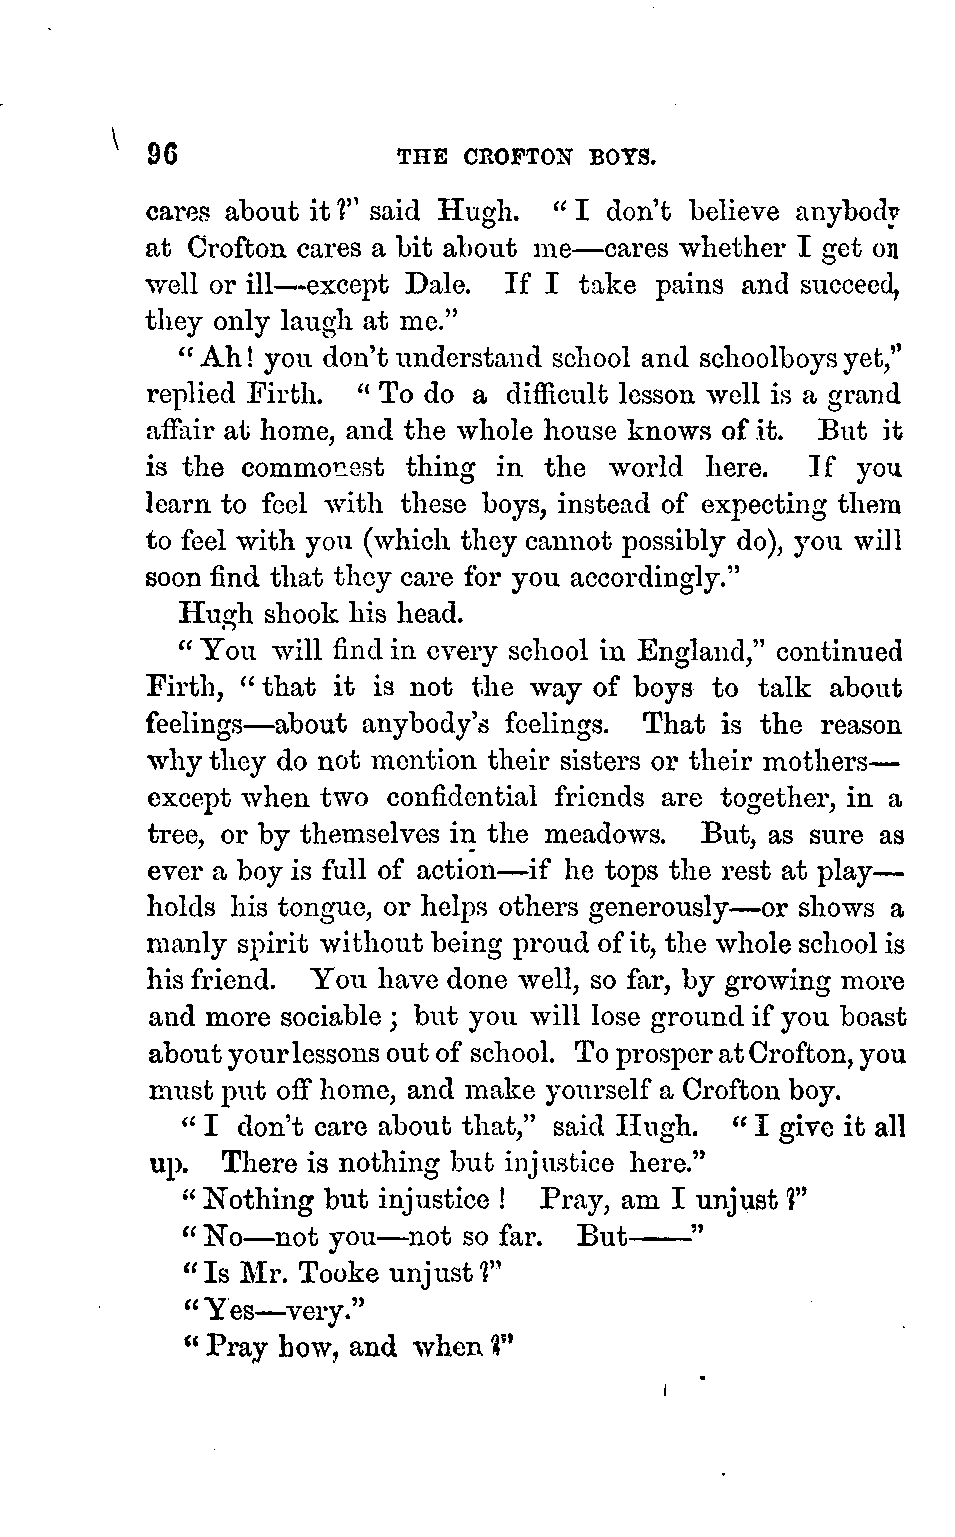 96 THE CROFTON BOYS.
cares about it?" said Hugh. "I don't believe anybody
at Crofton cares a bit about me—cares whether I get on
well or ill—except Dale. If I take pains and succeed,
they only laugh at me."
"Ah! you don't understand school and schoolboys yet,"
replied Firth. "To do a difficult lesson well is a grand
affair at home, and the whole house knows of it. But it
is the commonest thing in the world here. If you
learn to feel with these boys, instead of expecting them
to feel with you (which they cannot possibly do), you will
soon find that they care for you accordingly."
Hugh shook his head.
"You will find in every school in England," continued
Firth, "that it is not the way of boys to talk about
feelings—about anybody's feelings. That is the reason
why they do not mention their sisters or their mothers—
except when two confidential friends are together, in a
tree, or by themselves in the meadows. But, as sure as
ever a boy is full of action—if he tops the rest at play—
holds his tongue, or helps others generously—or shows a
manly spirit without being proud of it, the whole school is
his friend. You have done well, so far, by growing more
and more sociable; but you will lose ground if you boast
about your lessons out of school. To prosper at Crofton, you
must put off home, and make yourself a Crofton boy.
"I don't care about that," said Hugh. "I give it all
up. There is nothing but injustice here."
"Nothing but injustice! Pray, am I unjust?"
"No—not you—not so far. But——"
"Is Mr. Tooke unjust?"
"Yes—very."
"Pray how, and when?"